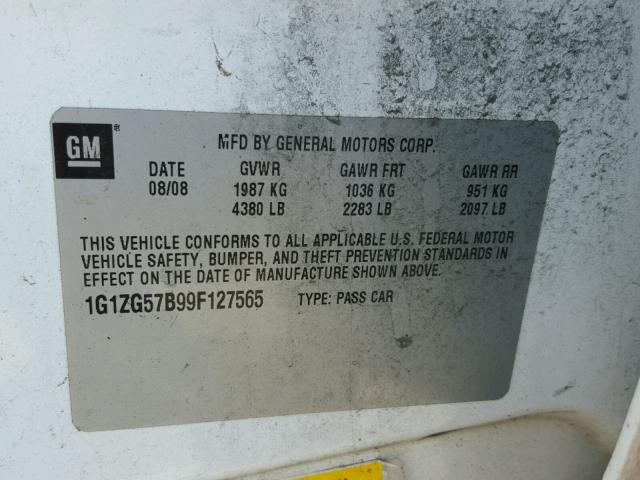 GM ®
MFD BY GENERAL MOTORS CORP.
DATE GVWR GAWR FRT GAWR RR
08/08 1987 KG 1036 KG 951 KG
4380 LB 2283 LB 2097 LB
THIS VEHICLE CONFORMS TO ALL APPLICABLE U.S. FEDERAL MOTOR
VEHICLE SAFETY, BUMPER, AND THEFT PREVENTION STANDARDS IN
EFFECT ON THE DATE OF MANUFACTURE SHOWN ABOVE.
1G1ZG57B99F127565 TYPE: PASS CAR